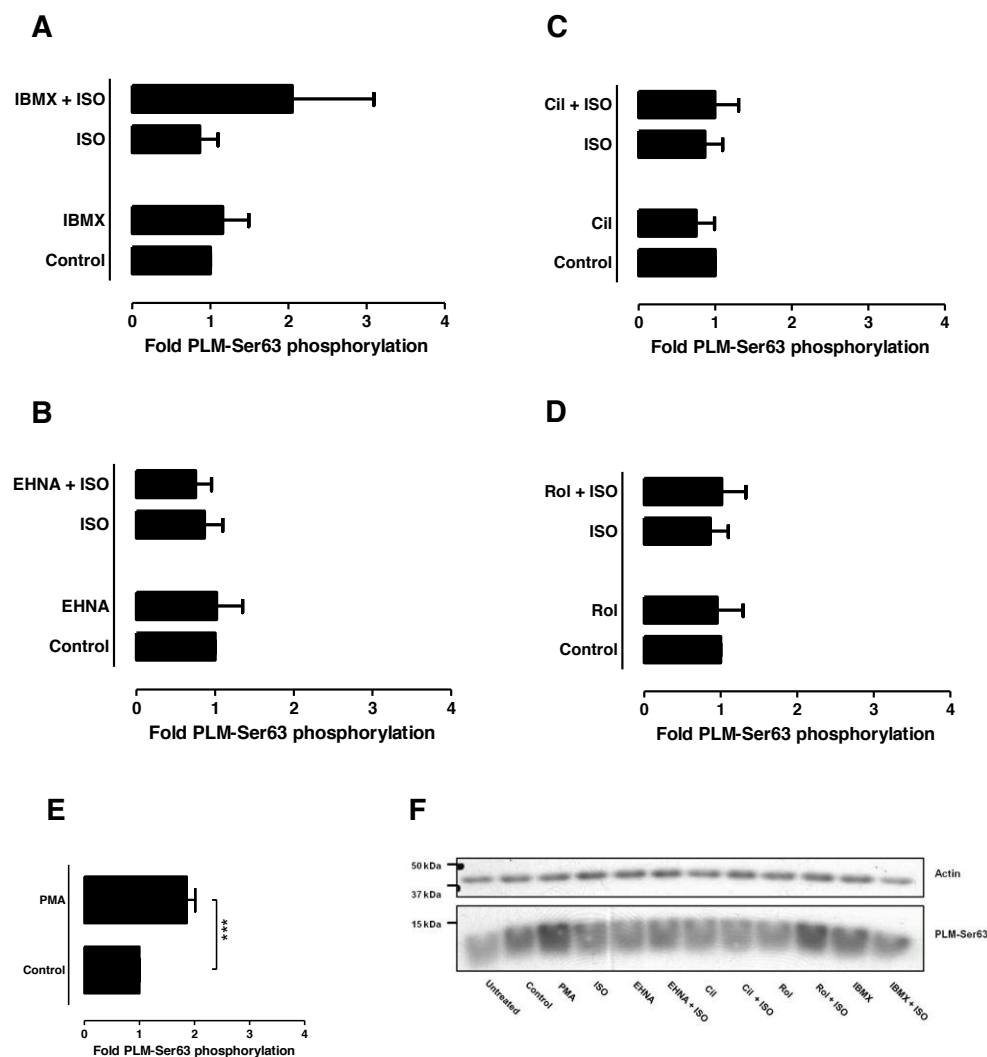 A
IBMX + ISO
ISO
IBMX
Control
0 1 2 3 4
Fold PLM-Ser63 phosphorylation
C
Cil + ISO
ISO
Cil
Control
0 1 2 3 4
Fold PLM-Ser63 phosphorylation
B
EHNA + ISO
ISO
EHNA
Control
0 1 2 3 4
Fold PLM-Ser63 phosphorylation
D
Rol + ISO
ISO
Rol
Control
0 1 2 3 4
Fold PLM-Ser63 phosphorylation
E
PMA
Control
***
0 1 2 3 4
Fold PLM-Ser63 phosphorylation
F
50 kDa
37 kDa
Actin
15 kDa
PLM-Ser63
Untreated
Control
PMA
ISO
EHNA
EHNA + ISO
Cil
Cil + ISO
Rol
Rol + ISO
IBMX
IBMX + ISO